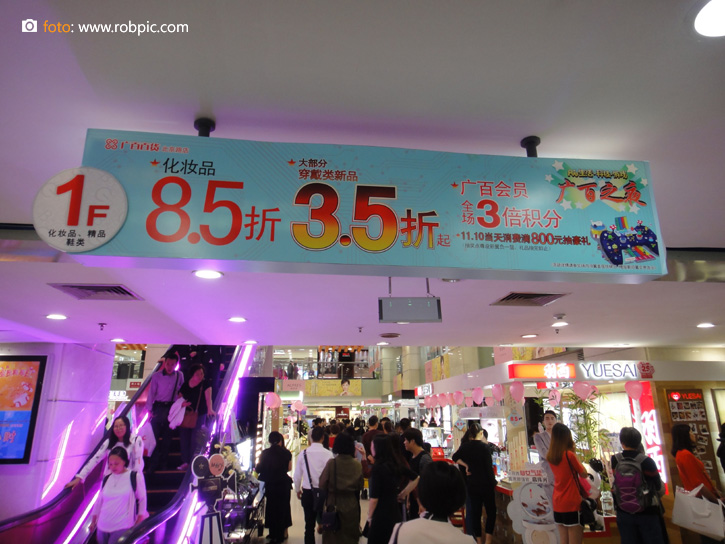 foto: www.robpic.com
广百百货
1F
化妆品、精品
鞋类
化妆品
8.5折
大部分
穿戴类新品
3.5折起
广百会员
全场3倍积分
11.10当天消费满800元抽豪礼
广百之夜
YUESAI